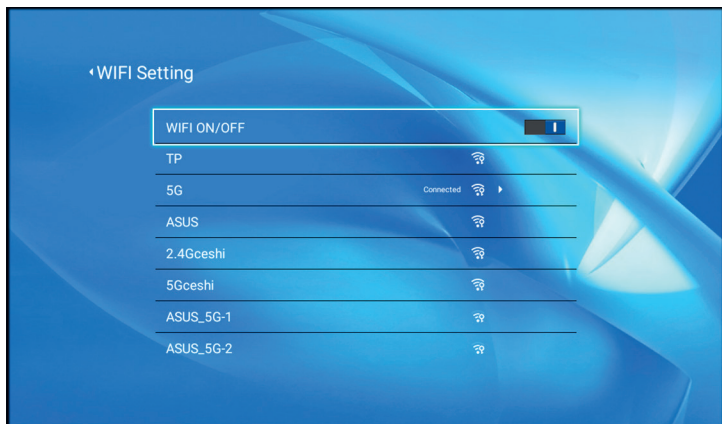 WIFI Setting
WIFI ON/OFF
TP
5G Connected
ASUS
2.4Gceshi
5Gceshi
ASUS_5G-1
ASUS_5G-2